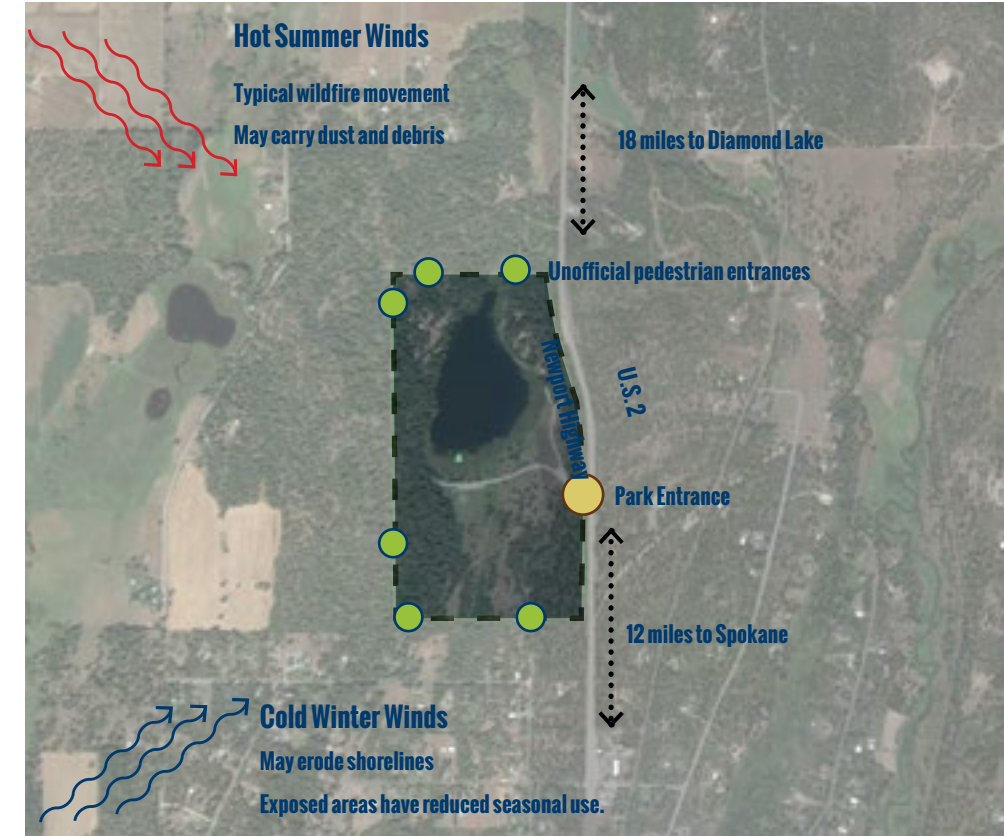 Hot Summer Winds
Typical wildfire movement
May carry dust and debris
18 miles to Diamond Lake
Unofficial pedestrian entrances
Newport Highway
U.S. 2
Park Entrance
12 miles to Spokane
Cold Winter Winds
May erode shorelines
Exposed areas have reduced seasonal use.